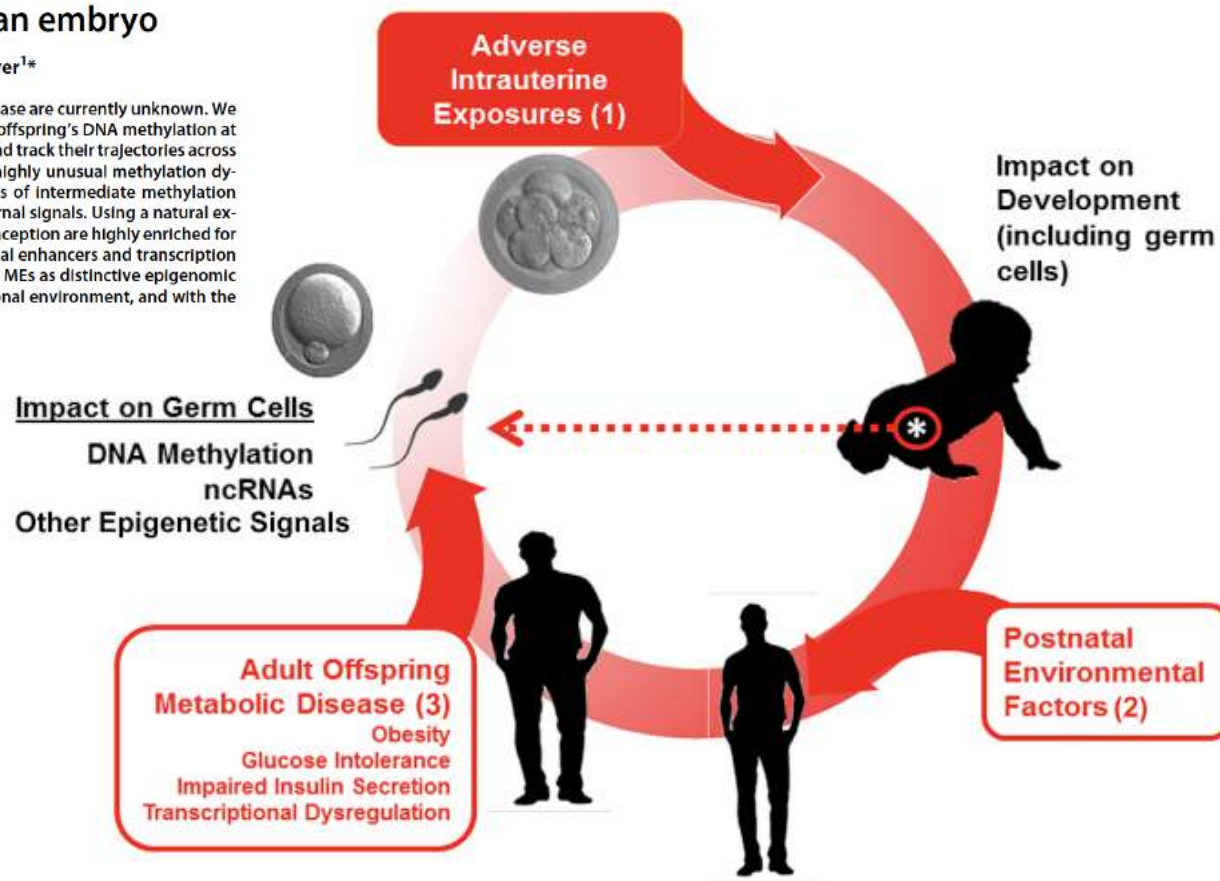 an embryo
er¹*
ase are currently unknown. We
offspring's DNA methylation at
nd track their trajectories across
highly unusual methylation dy-
s of intermediate methylation
rnal signals. Using a natural ex-
nception are highly enriched for
al enhancers and transcription
MEs as distinctive epigenomic
onal environment, and with the
Adverse
Intrauterine
Exposures (1)
Impact on
Development
(including germ
cells)
*
Impact on Germ Cells
DNA Methylation
ncRNAs
Other Epigenetic Signals
Adult Offspring
Metabolic Disease (3)
Obesity
Glucose Intolerance
Impaired Insulin Secretion
Transcriptional Dysregulation
Postnatal
Environmental
Factors (2)